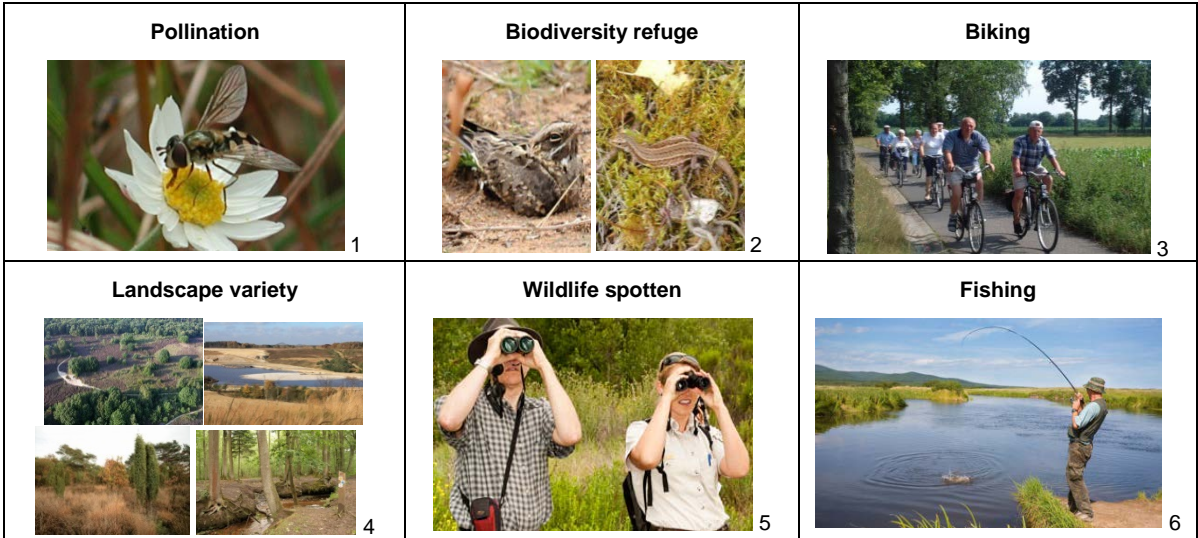 Pollination
1
Biodiversity refuge
2
Biking
3
Landscape variety
4
Wildlife spotten
5
Fishing
6